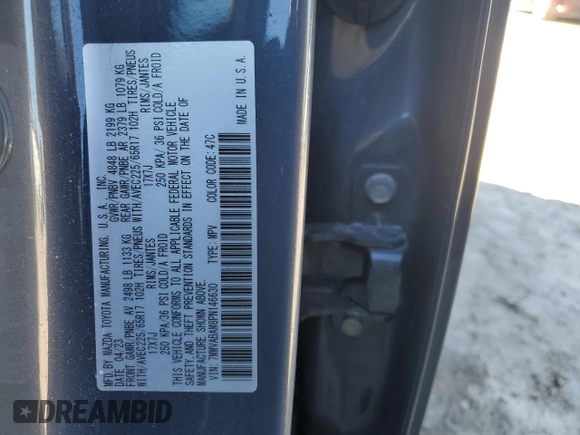 MFD BY MAZDA TOYOTA MANUFACTURING, U.S.A., INC.
DATE: 04/23 GVWR/PNBV 4848 LB 2199 KG
FRONT GAWR/PNBE AV 2498 LB 1133 KG REAR GAWR/PNBE AR 2379 LB 1079 KG
WITH/AVEC225/65R17 102H TIRES/PNEUS WITH/AVEC225/65R17 102H TIRES/PNEUS
17X7J RIMS/JANTES 17X7J RIMS/JANTES
250 KPA/36 PSI COLD/A FROID 250 KPA/36 PSI COLD/A FROID
THIS VEHICLE CONFORMS TO ALL APPLICABLE FEDERAL MOTOR VEHICLE
SAFETY AND THEFT PREVENTION STANDARDS IN EFFECT ON THE DATE OF
MANUFACTURE SHOWN ABOVE.
VIN: 7MMVABAM8PN146630 TYPE: MPV COLOR CODE: 47C
MADE IN U.S.A.
DREAMBID